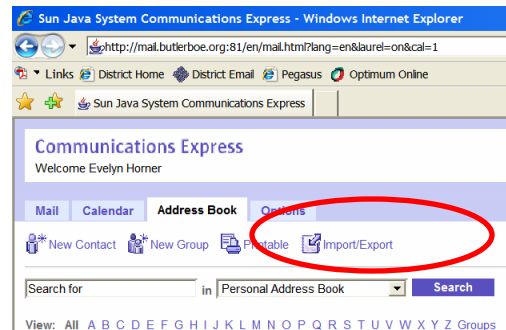 Sun Java System Communications Express - Windows Internet Explorer
http://mail.butlerboe.org:81/en/mail.html?lang=en&laurel=on&cal=1
Links District Home District Email Pegasus Optimum Online
Sun Java System Communications Express
Communications Express
Welcome Evelyn Horner
Mail Calendar Address Book Options
New Contact New Group Printable Import/Export
Search for in Personal Address Book Search
View: All A B C D E F G H I J K L M N O P Q R S T U V W X Y Z Groups